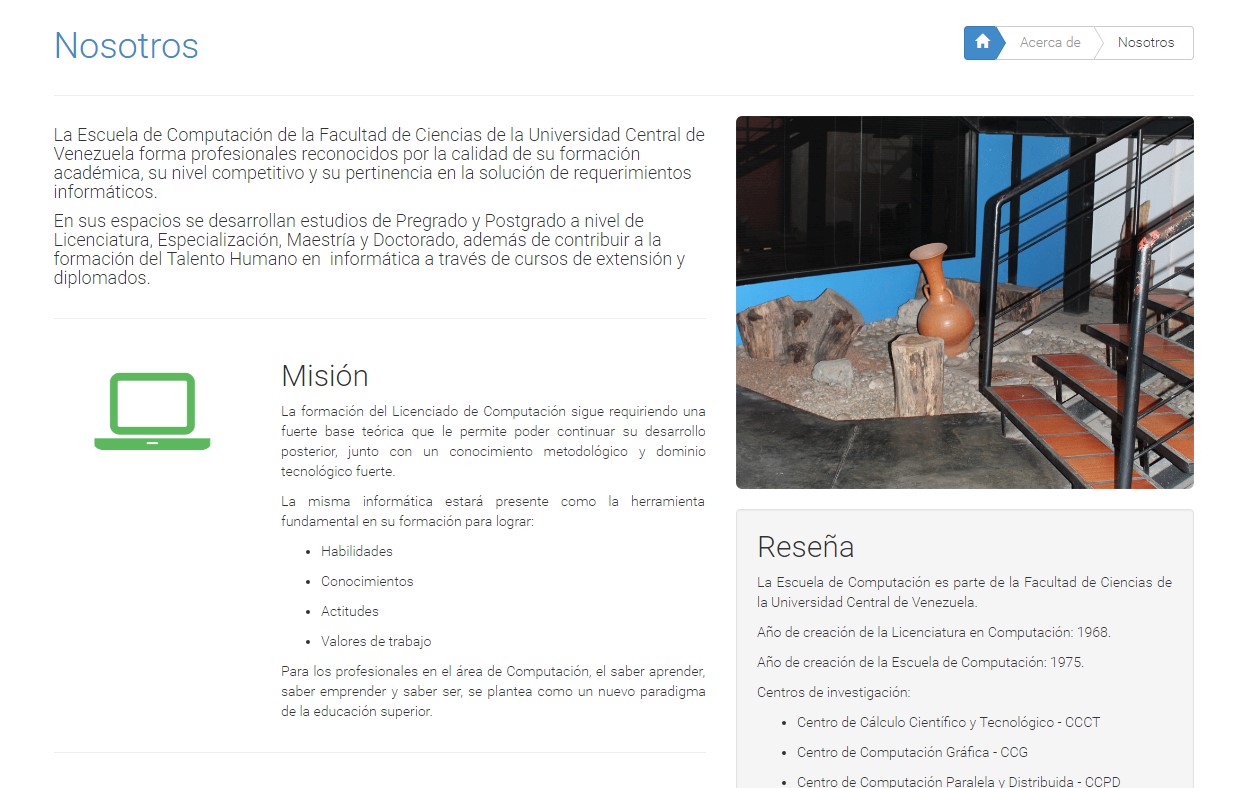 Nosotros
Acerca de
Nosotros
La Escuela de Computación de la Facultad de Ciencias de la Universidad Central de
Venezuela forma profesionales reconocidos por la calidad de su formación
académica, su nivel competitivo y su pertinencia en la solución de requerimientos
informáticos.
En sus espacios se desarrollan estudios de Pregrado y Postgrado a nivel de
Licenciatura, Especialización, Maestría y Doctorado, además de contribuir a la
formación del Talento Humano en  informática a través de cursos de extensión y
diplomados.
Misión
La formación del Licenciado de Computación sigue requiriendo una
fuerte base teórica que le permite poder continuar su desarrollo
posterior, junto con un conocimiento metodológico y dominio
tecnológico fuerte.
La misma informática estará presente como la herramienta
fundamental en su formación para lograr:
• Habilidades
• Conocimientos
• Actitudes
• Valores de trabajo
Para los profesionales en el área de Computación, el saber aprender,
saber emprender y saber ser, se plantea como un nuevo paradigma
de la educación superior.
Reseña
La Escuela de Computación es parte de la Facultad de Ciencias de
la Universidad Central de Venezuela.
Año de creación de la Licenciatura en Computación: 1968.
Año de creación de la Escuela de Computación: 1975.
Centros de investigación:
• Centro de Cálculo Científico y Tecnológico - CCCT
• Centro de Computación Gráfica - CCG
• Centro de Computación Paralela y Distribuida - CCPD